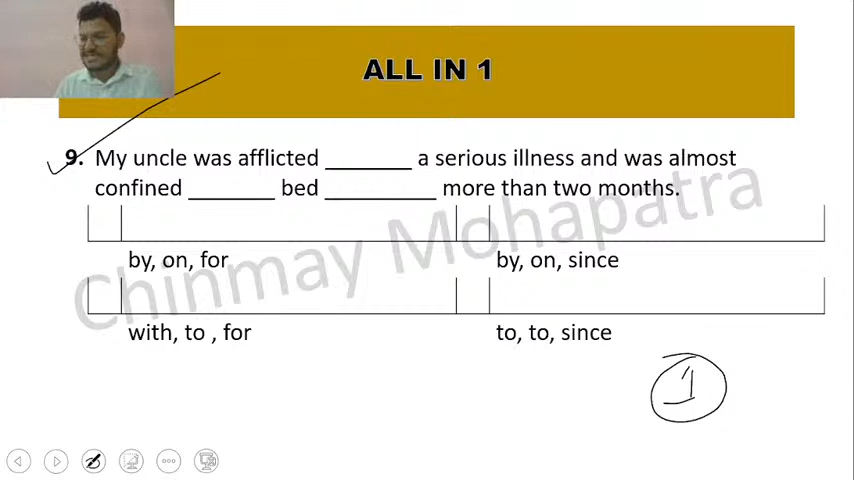 ALL IN 1
9. My uncle was afflicted ________ a serious illness and was almost
confined ________ bed __________ more than two months.
Chinmay Mohapatra
by, on, for
by, on, since
with, to , for
to, to, since
1